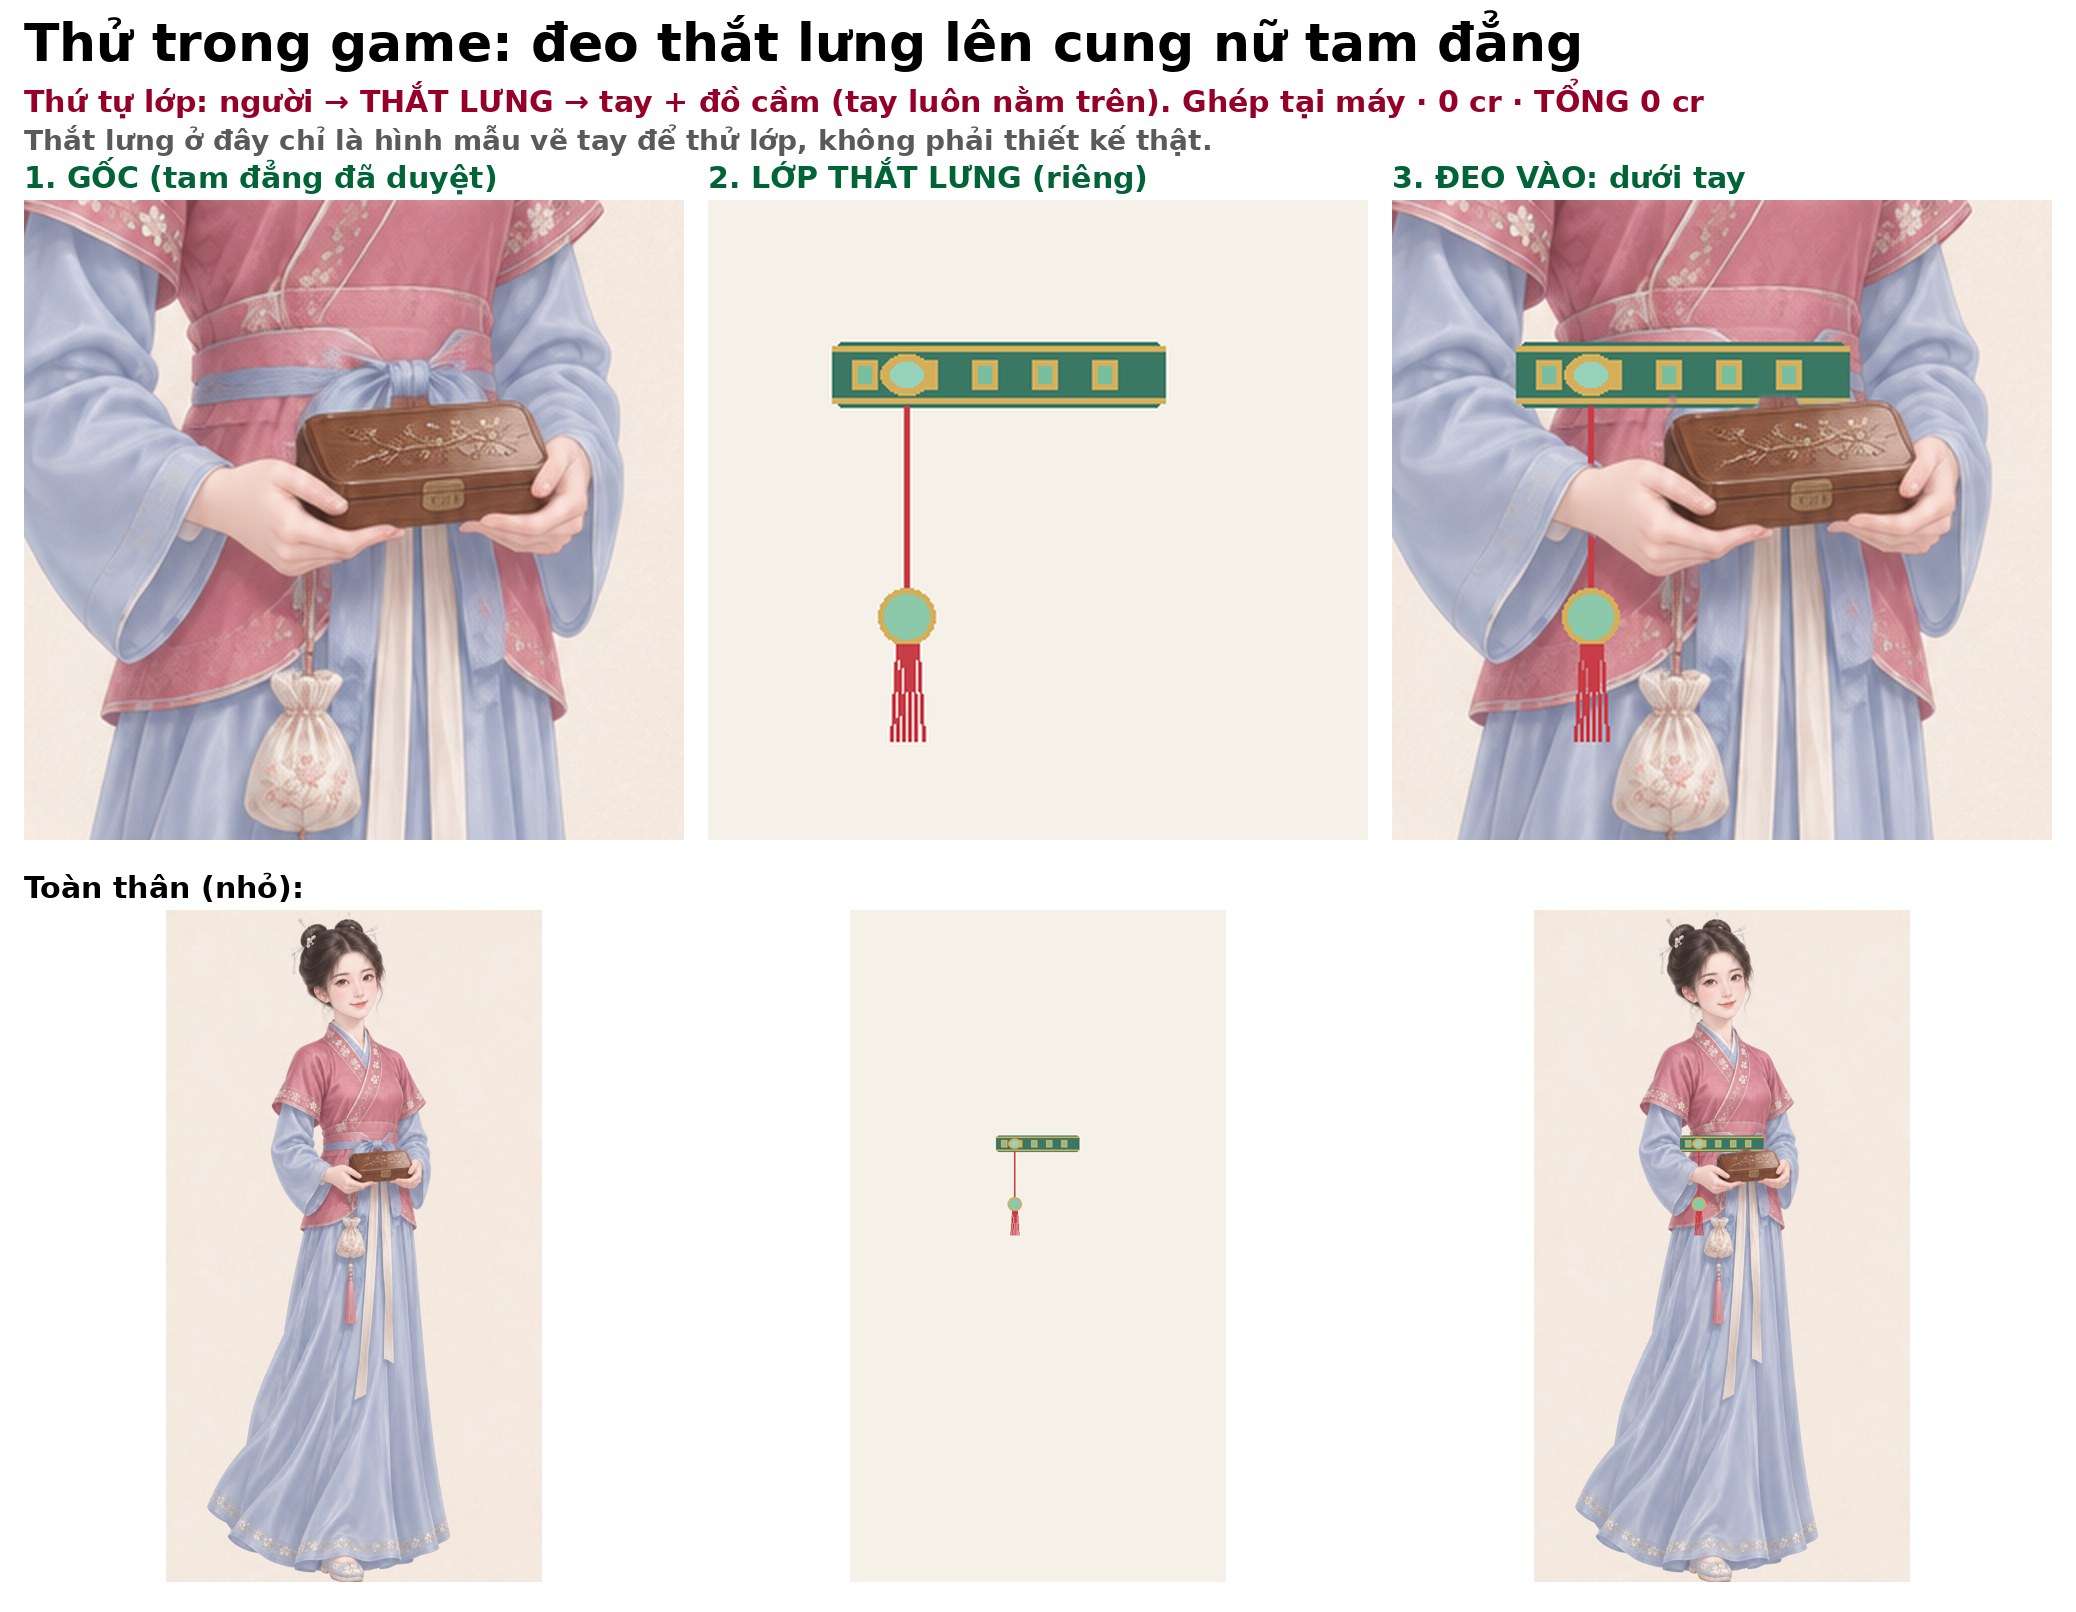 Thử trong game: đeo thắt lưng lên cung nữ tam đẳng
Thứ tự lớp: người → THẮT LƯNG → tay + đồ cầm (tay luôn nằm trên). Ghép tại máy · 0 cr · TỔNG 0 cr
Thắt lưng ở đây chỉ là hình mẫu vẽ tay để thử lớp, không phải thiết kế thật.
1. GỐC (tam đẳng đã duyệt)
2. LỚP THẮT LƯNG (riêng)
3. ĐEO VÀO: dưới tay
Toàn thân (nhỏ):